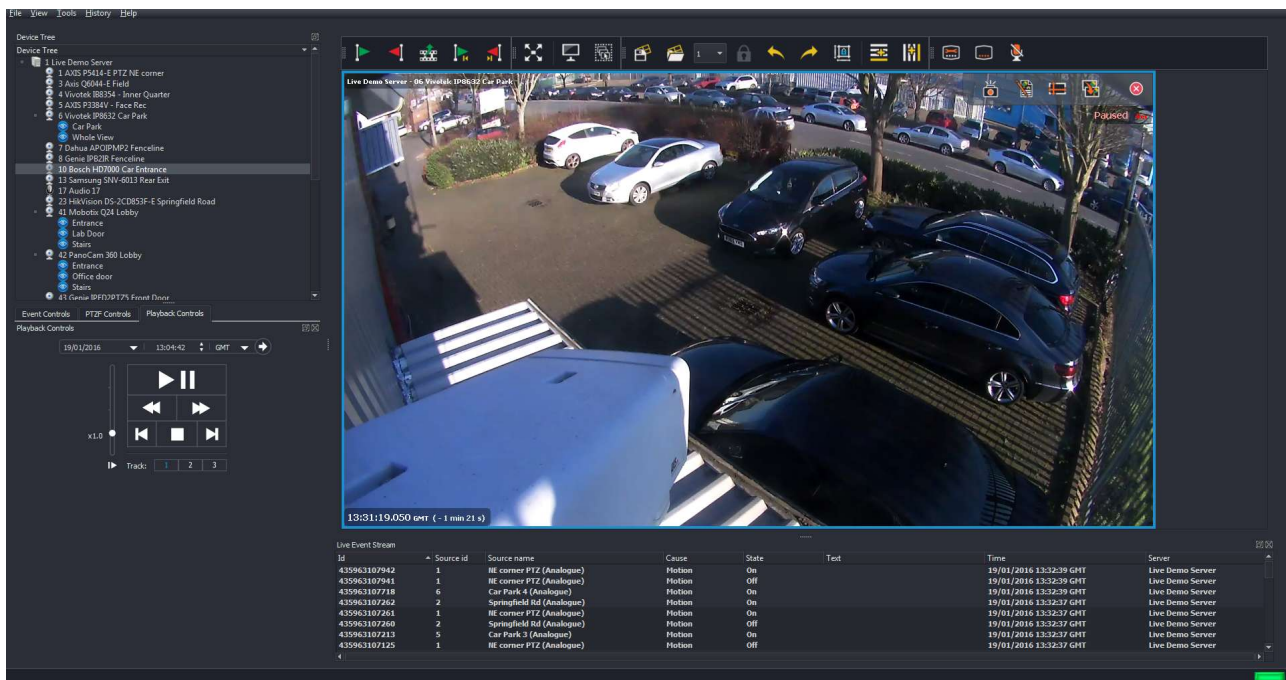 File View Tools History Help
Device Tree
Device Tree
1 Live Demo Server
1 AXIS P5414-E PTZ NE corner
3 Axis Q6044-E Field
4 Vivotek IB8354 - Inner Quarter
5 AXIS P3384V - Face Rec
6 Vivotek IP8632 Car Park
Car Park
Whole View
7 Dahua APOIPMP2 Fenceline
8 Genie IPB2IR Fenceline
10 Bosch HD7000 Car Entrance
13 Samsung SNV-6013 Rear Exit
17 Audio 17
23 HikVision DS-2CD853F-E Springfield Road
41 Mobotix Q24 Lobby
Entrance
Lab Door
Stairs
42 PanoCam 360 Lobby
Entrance
Office door
Stairs
43 Genie IPED2PTZ5 Front Door
Event Controls PTZF Controls Playback Controls
Playback Controls
19/01/2016 13:04:42 GMT
x1.0
Track: 1 2 3
1
Live Demo Server - 06 Vivotek IP8632 Car Park
Paused
13:31:19.050 GMT ( - 1 min 21 s)
Live Event Stream
Id Source id Source name Cause State Text Time Server
435963107942 1 NE corner PTZ (Analogue) Motion On 19/01/2016 13:32:39 GMT Live Demo Server
435963107941 1 NE corner PTZ (Analogue) Motion Off 19/01/2016 13:32:39 GMT Live Demo Server
435963107718 6 Car Park 4 (Analogue) Motion On 19/01/2016 13:32:39 GMT Live Demo Server
435963107262 2 Springfield Rd (Analogue) Motion On 19/01/2016 13:32:37 GMT Live Demo Server
435963107261 1 NE corner PTZ (Analogue) Motion On 19/01/2016 13:32:37 GMT Live Demo Server
435963107260 2 Springfield Rd (Analogue) Motion Off 19/01/2016 13:32:37 GMT Live Demo Server
435963107213 5 Car Park 3 (Analogue) Motion On 19/01/2016 13:32:37 GMT Live Demo Server
435963107125 1 NE corner PTZ (Analogue) Motion Off 19/01/2016 13:32:37 GMT Live Demo Server